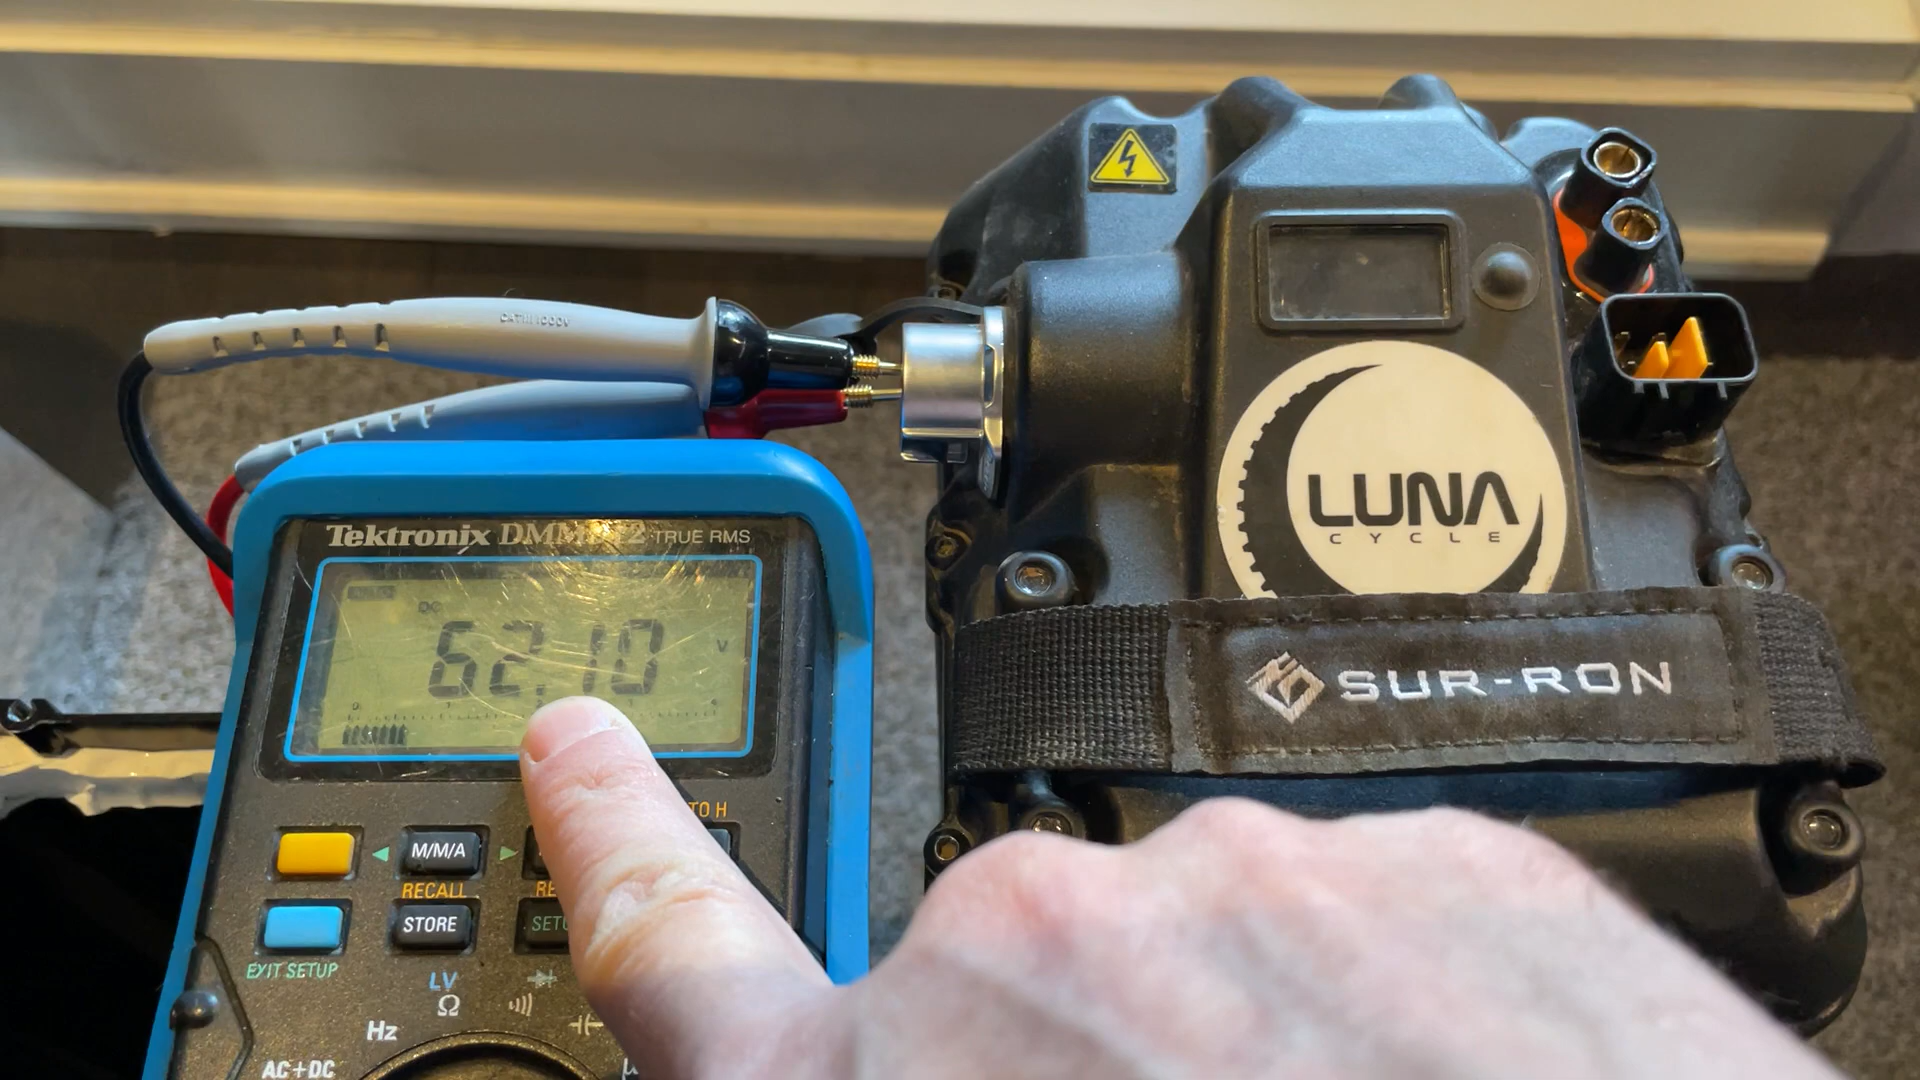 CAT III 1000V
Tektronix
TRUE RMS
DC
62.10
V
TO H
M/M/A
RECALL
STORE
EXIT SETUP
LV
Ω
Hz
AC+DC
LUNA
CYCLE
SUR-RON